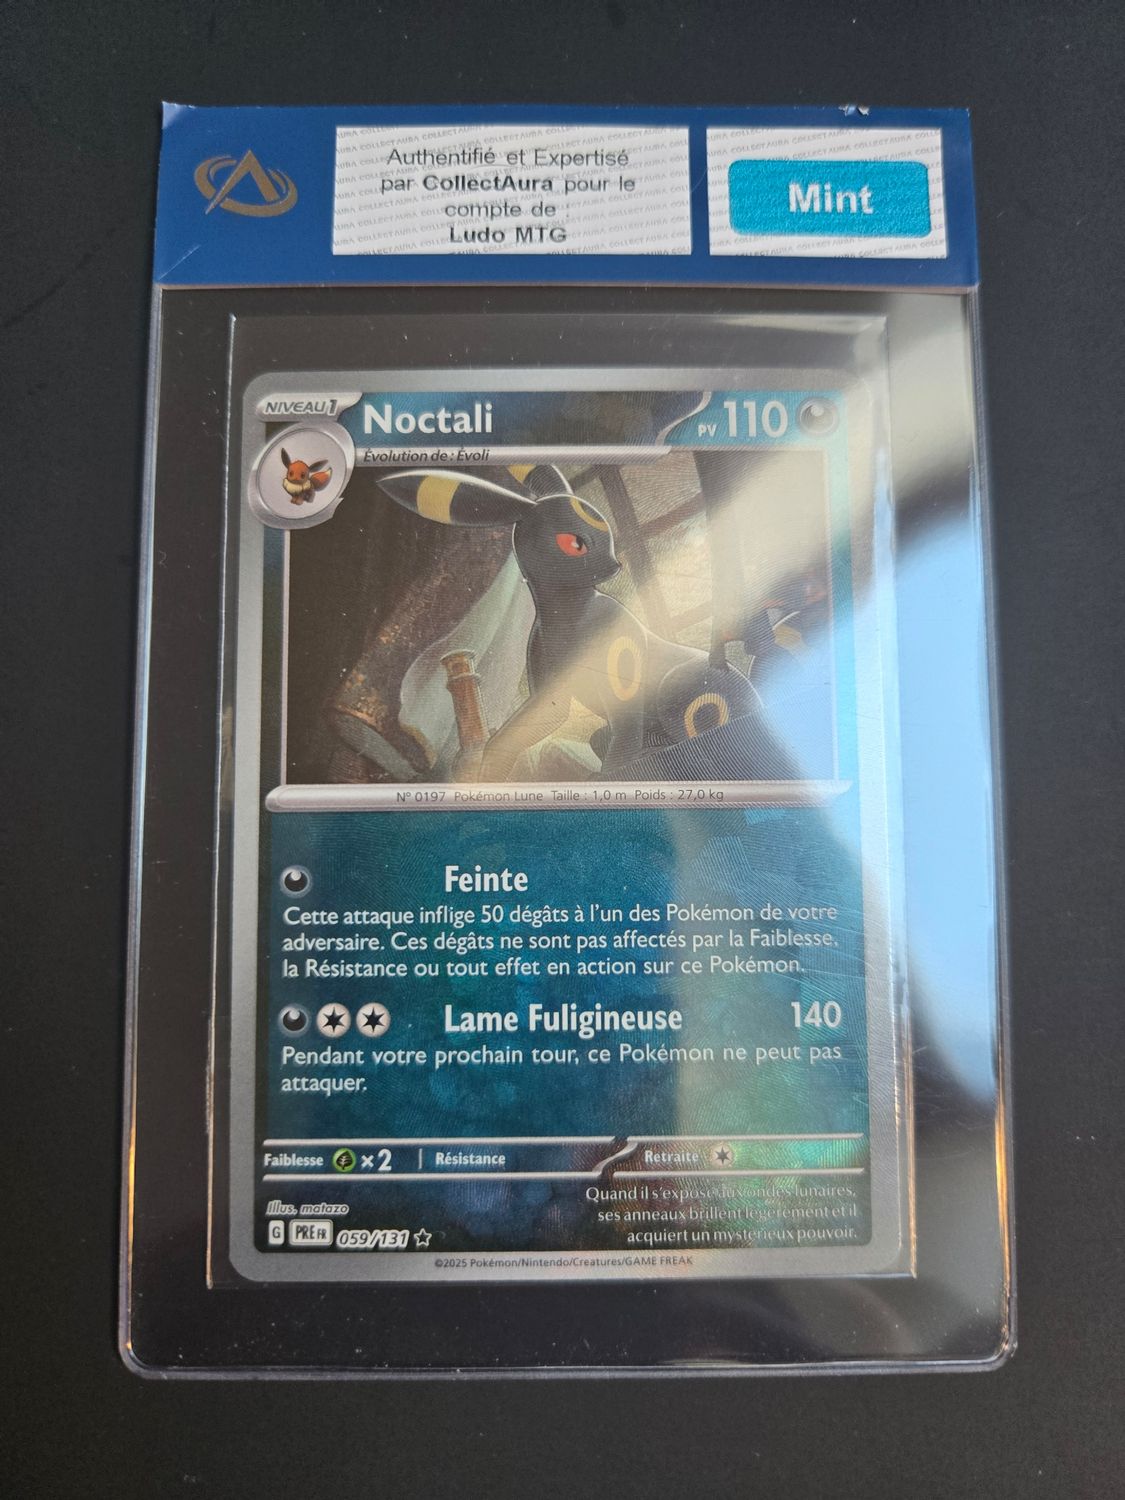 Authentifié et Expertisé
par CollectAura pour le
compte de :
Ludo MTG
Mint
NIVEAU 1
Noctali
PV 110
Évolution de : Évoli
N° 0197 Pokémon Lune Taille : 1,0 m Poids : 27,0 kg
Feinte
Cette attaque inflige 50 dégâts à l'un des Pokémon de votre
adversaire. Ces dégâts ne sont pas affectés par la Faiblesse,
la Résistance ou tout effet en action sur ce Pokémon.
Lame Fuligineuse 140
Pendant votre prochain tour, ce Pokémon ne peut pas
attaquer.
Faiblesse ×2 Résistance Retraite
Illus. matazo
Quand il s'expose aux ondes lunaires,
ses anneaux brillent légèrement et il
acquiert un mystérieux pouvoir.
G PRE FR 059/131
©2025 Pokémon/Nintendo/Creatures/GAME FREAK